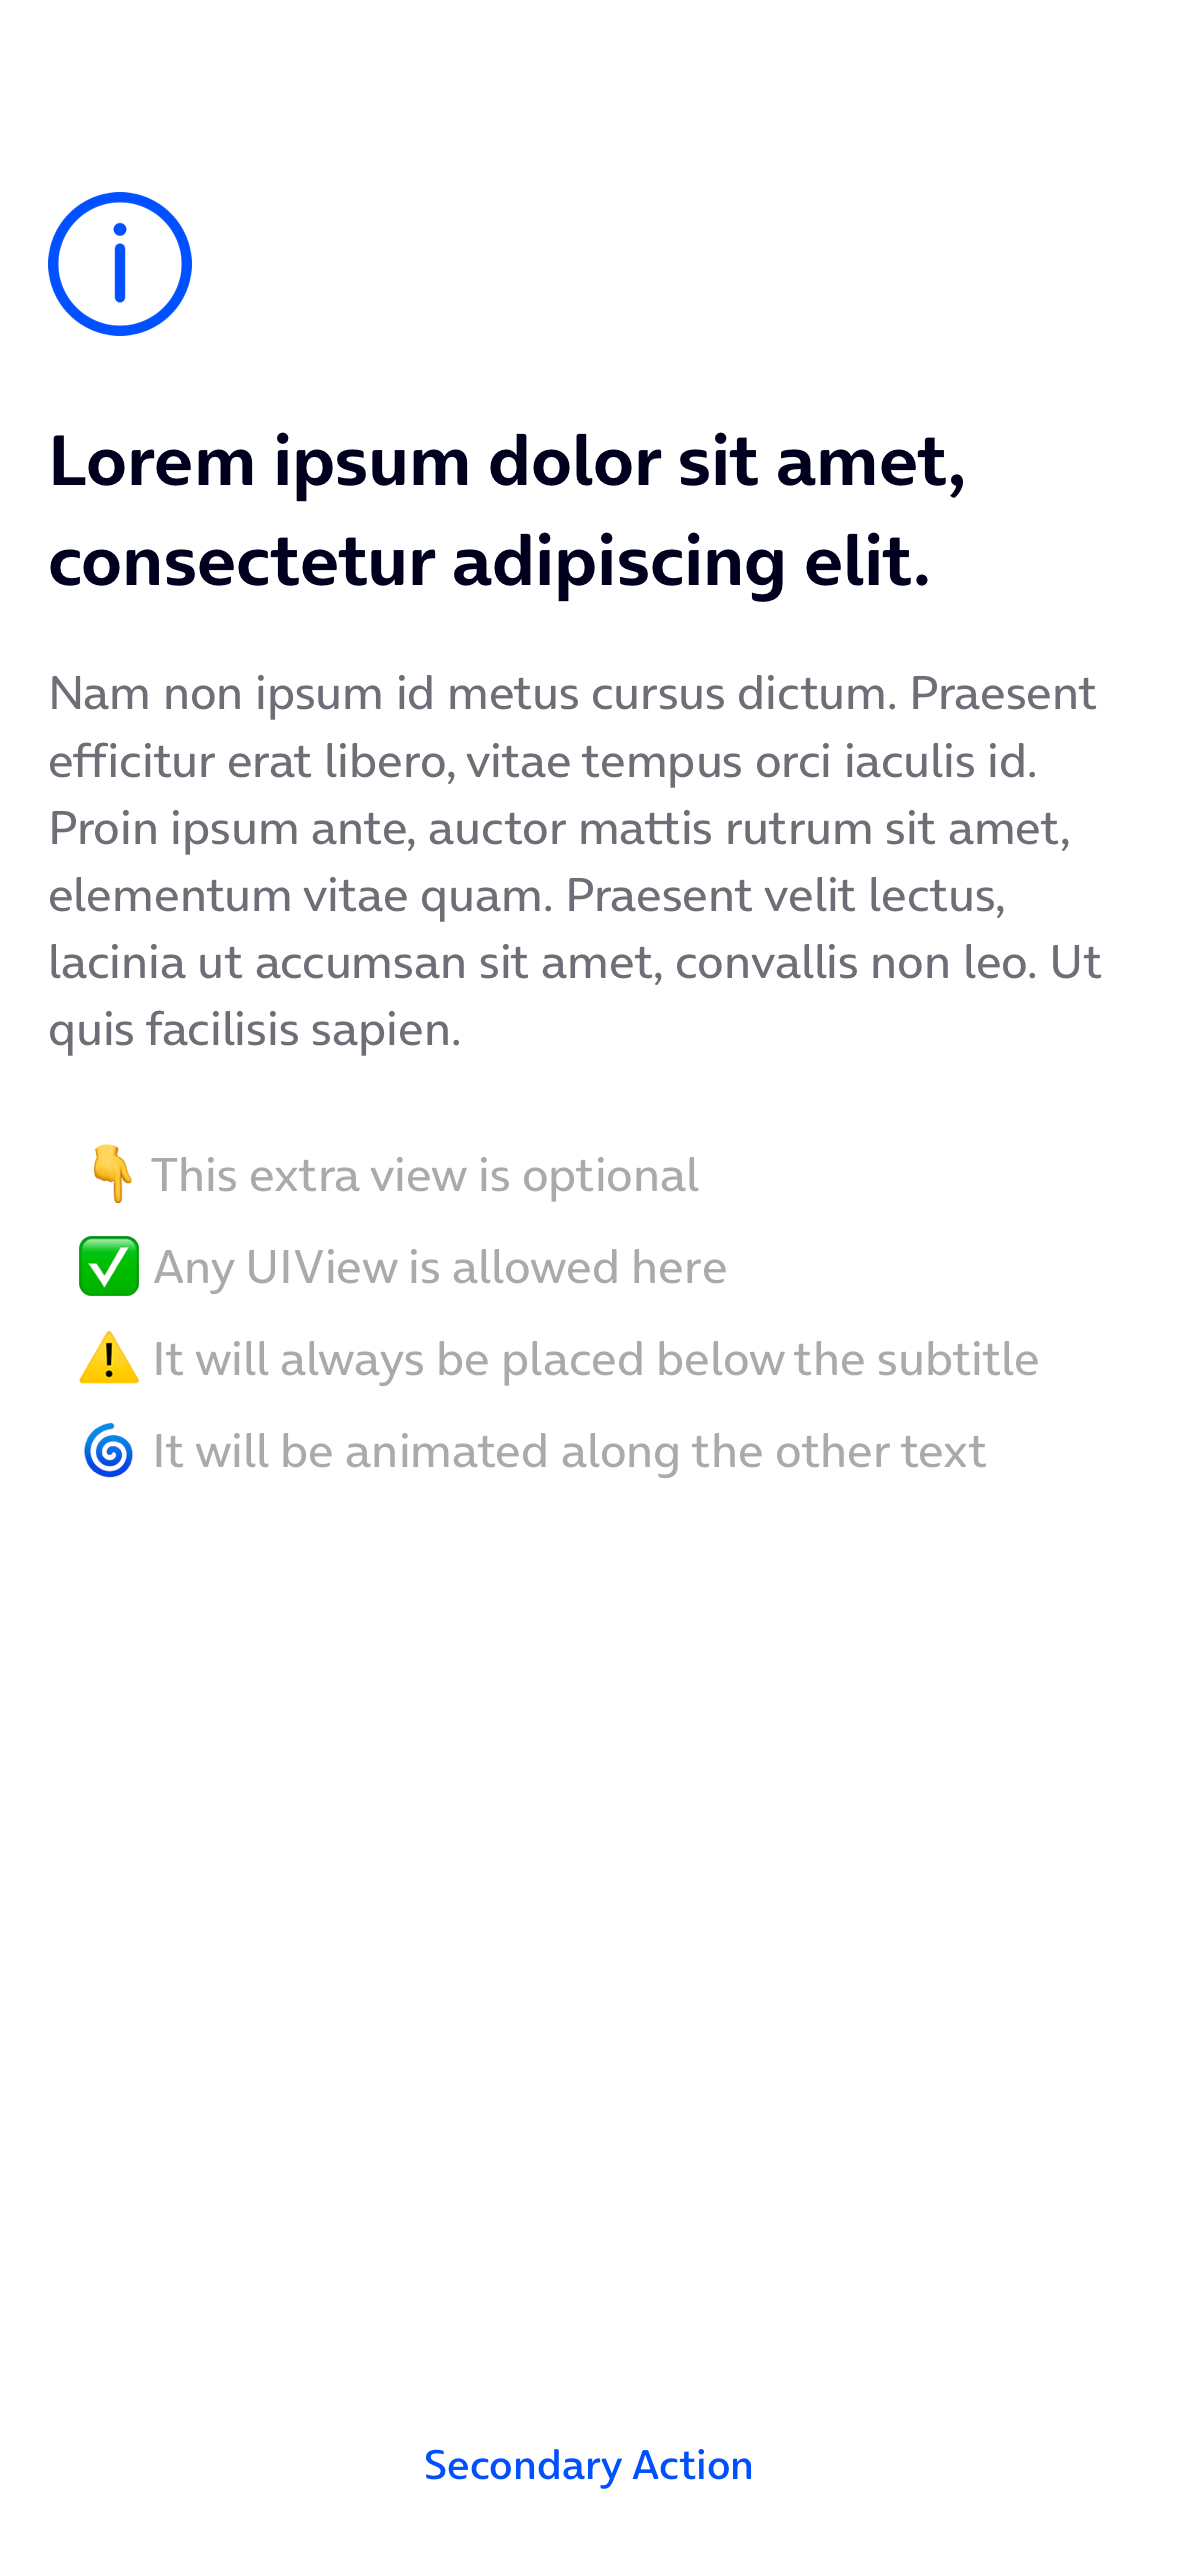 Lorem ipsum dolor sit amet,
consectetur adipiscing elit.
Nam non ipsum id metus cursus dictum. Praesent
efficitur erat libero, vitae tempus orci iaculis id.
Proin ipsum ante, auctor mattis rutrum sit amet,
elementum vitae quam. Praesent velit lectus,
lacinia ut accumsan sit amet, convallis non leo. Ut
quis facilisis sapien.
👇 This extra view is optional
✅ Any UIView is allowed here
⚠️ It will always be placed below the subtitle
🌀 It will be animated along the other text
Secondary Action